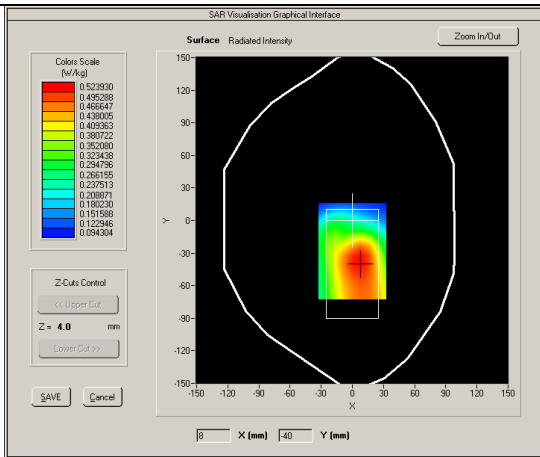 SAR Visualisation Graphical Interface
Surface Radiated Intensity
Zoom In/Out
Colors Scale
(W/kg)
0.523930
0.495288
0.466647
0.438005
0.409363
0.380722
0.352080
0.323438
0.294796
0.266155
0.237513
0.208871
0.180230
0.151588
0.122946
0.094304
Z-Cuts Control
<< Upper Cut
Z = 4.0 mm
Lower Cut >>
SAVE Cancel
150
120
90
60
30
0
-30
-60
-90
-120
-150
Y
-150 -120 -90 -60 -30 0 30 60 90 120 150
X
8 X (mm) -40 Y (mm)